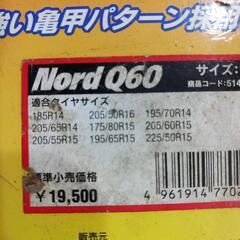 強い亀甲パターン採用
Nord Q60 サイズ:
商品コード:514
適合タイヤサイズ
185R14 205/50R16 195/70R14
205/65R14 175/80R15 205/60R15
205/55R15 195/65R15 225/50R15
標準小売価格
¥19,500
4 961914 7702
販売元